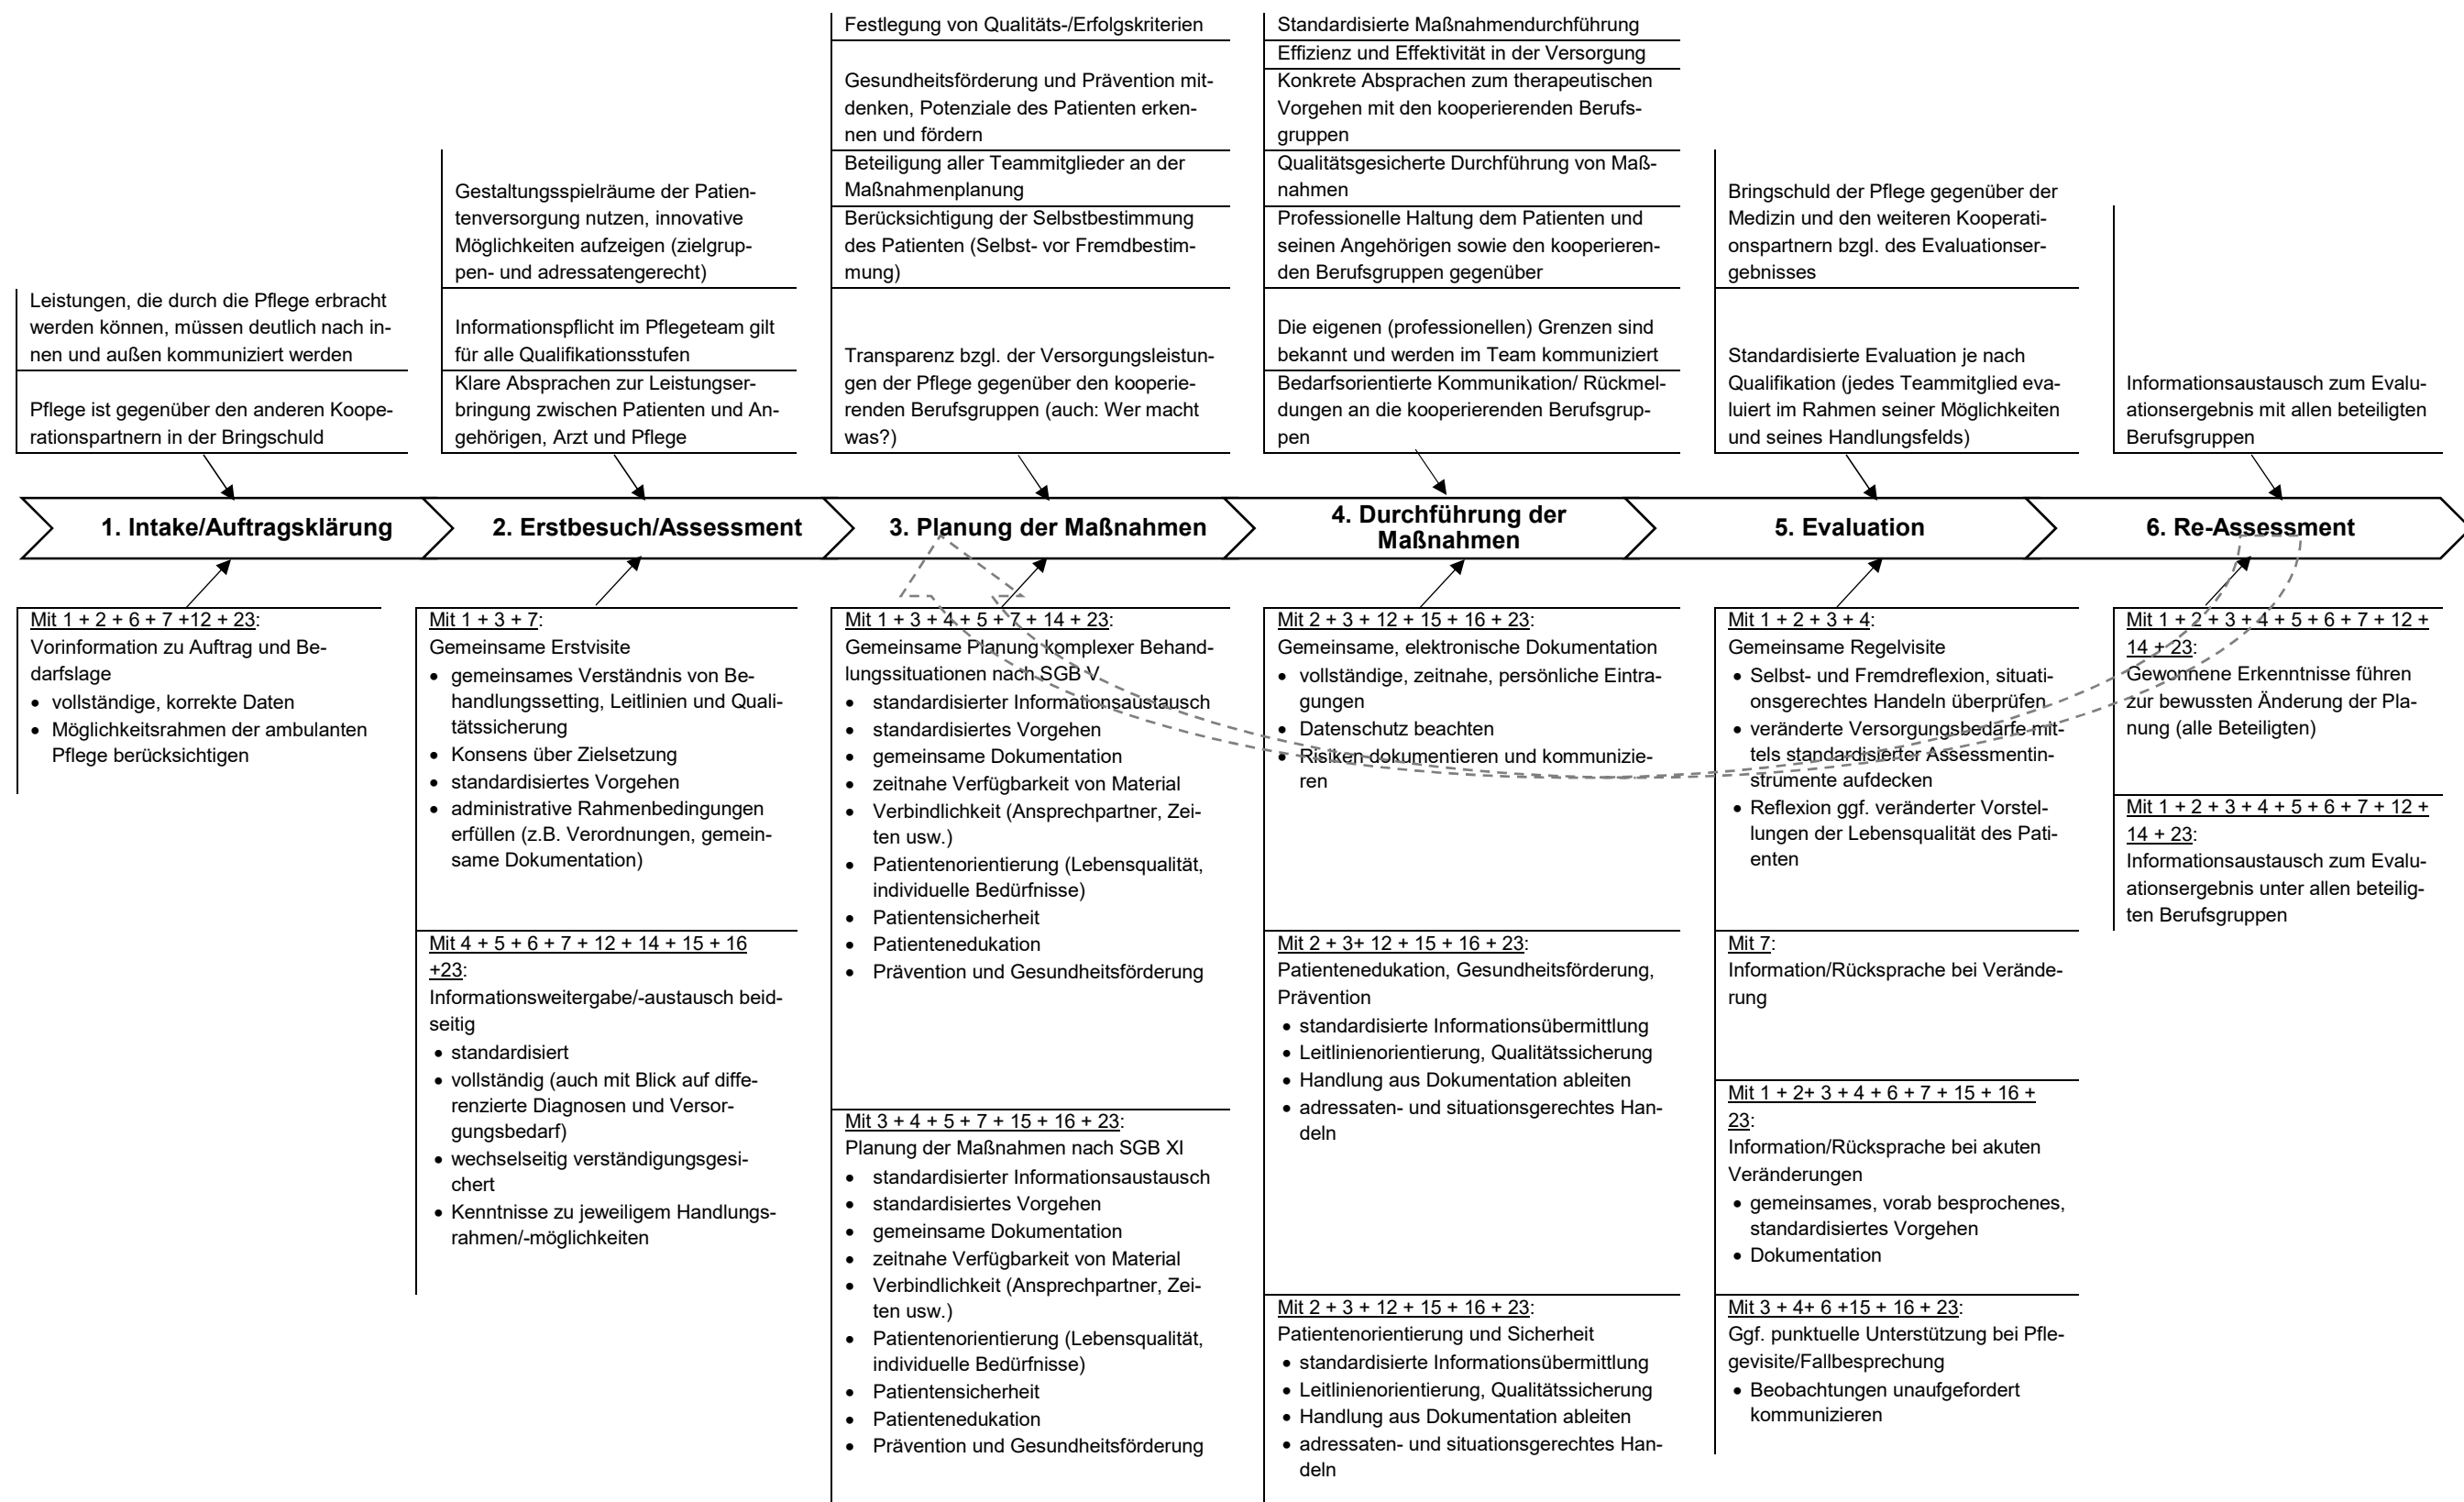 Leistungen, die durch die Pflege erbracht
werden können, müssen deutlich nach in-
nen und außen kommuniziert werden
Pflege ist gegenüber den anderen Koope-
rationspartnern in der Bringschuld
Gestaltungsspielräume der Patien-
tenversorgung nutzen, innovative
Möglichkeiten aufzeigen (zielgrup-
pen- und adressatengerecht)
Informationspflicht im Pflegeteam gilt
für alle Qualifikationsstufen
Klare Absprachen zur Leistungser-
bringung zwischen Patienten und An-
gehörigen, Arzt und Pflege
Festlegung von Qualitäts-/Erfolgskriterien
Gesundheitsförderung und Prävention mit-
denken, Potenziale des Patienten erken-
nen und fördern
Beteiligung aller Teammitglieder an der
Maßnahmenplanung
Berücksichtigung der Selbstbestimmung
des Patienten (Selbst- vor Fremdbestim-
mung)
Transparenz bzgl. der Versorgungsleistun-
gen der Pflege gegenüber den kooperie-
renden Berufsgruppen (auch: Wer macht
was?)
Standardisierte Maßnahmendurchführung
Effizienz und Effektivität in der Versorgung
Konkrete Absprachen zum therapeutischen
Vorgehen mit den kooperierenden Berufs-
gruppen
Qualitätsgesicherte Durchführung von Maß-
nahmen
Professionelle Haltung dem Patienten und
seinen Angehörigen sowie den kooperieren-
den Berufsgruppen gegenüber
Die eigenen (professionellen) Grenzen sind
bekannt und werden im Team kommuniziert
Bedarfsorientierte Kommunikation/ Rückmel-
dungen an die kooperierenden Berufsgrup-
pen
Bringschuld der Pflege gegenüber der
Medizin und den weiteren Kooperati-
onspartnern bzgl. des Evaluationser-
gebnisses
Standardisierte Evaluation je nach
Qualifikation (jedes Teammitglied eva-
luiert im Rahmen seiner Möglichkeiten
und seines Handlungsfelds)
Informationsaustausch zum Evalu-
ationsergebnis mit allen beteiligten
Berufsgruppen
1. Intake/Auftragsklärung
2. Erstbesuch/Assessment
3. Planung der Maßnahmen
4. Durchführung der
Maßnahmen
5. Evaluation
6. Re-Assessment
Mit 1 + 2 + 6 + 7 +12 + 23:
Vorinformation zu Auftrag und Be-
darfslage
• vollständige, korrekte Daten
• Möglichkeitsrahmen der ambulanten
Pflege berücksichtigen
Mit 1 + 3 + 7:
Gemeinsame Erstvisite
• gemeinsames Verständnis von Be-
handlungssetting, Leitlinien und Quali-
tätssicherung
• Konsens über Zielsetzung
• standardisiertes Vorgehen
• administrative Rahmenbedingungen
erfüllen (z.B. Verordnungen, gemein-
same Dokumentation)
Mit 4 + 5 + 6 + 7 + 12 + 14 + 15 + 16
+23:
Informationsweitergabe/-austausch beid-
seitig
• standardisiert
• vollständig (auch mit Blick auf diffe-
renzierte Diagnosen und Versor-
gungsbedarf)
• wechselseitig verständigungsgesi-
chert
• Kenntnisse zu jeweiligem Handlungs-
rahmen/-möglichkeiten
Mit 1 + 3 + 4 + 5 + 7 + 14 + 23:
Gemeinsame Planung komplexer Behand-
lungssituationen nach SGB V
• standardisierter Informationsaustausch
• standardisiertes Vorgehen
• gemeinsame Dokumentation
• zeitnahe Verfügbarkeit von Material
• Verbindlichkeit (Ansprechpartner, Zei-
ten usw.)
• Patientenorientierung (Lebensqualität,
individuelle Bedürfnisse)
• Patientensicherheit
• Patientenedukation
• Prävention und Gesundheitsförderung
Mit 3 + 4 + 5 + 7 + 15 + 16 + 23:
Planung der Maßnahmen nach SGB XI
• standardisierter Informationsaustausch
• standardisiertes Vorgehen
• gemeinsame Dokumentation
• zeitnahe Verfügbarkeit von Material
• Verbindlichkeit (Ansprechpartner, Zei-
ten usw.)
• Patientenorientierung (Lebensqualität,
individuelle Bedürfnisse)
• Patientensicherheit
• Patientenedukation
• Prävention und Gesundheitsförderung
Mit 2 + 3 + 12 + 15 + 16 + 23:
Gemeinsame, elektronische Dokumentation
• vollständige, zeitnahe, persönliche Eintra-
gungen
• Datenschutz beachten
• Risiken dokumentieren und kommunizie-
ren
Mit 2 + 3+ 12 + 15 + 16 + 23:
Patientenedukation, Gesundheitsförderung,
Prävention
• standardisierte Informationsübermittlung
• Leitlinienorientierung, Qualitätssicherung
• Handlung aus Dokumentation ableiten
• adressaten- und situationsgerechtes Han-
deln
Mit 2 + 3 + 12 + 15 + 16 + 23:
Patientenorientierung und Sicherheit
• standardisierte Informationsübermittlung
• Leitlinienorientierung, Qualitätssicherung
• Handlung aus Dokumentation ableiten
• adressaten- und situationsgerechtes Han-
deln
Mit 1 + 2 + 3 + 4:
Gemeinsame Regelvisite
• Selbst- und Fremdreflexion, situati-
onsgerechtes Handeln überprüfen
• veränderte Versorgungsbedarfe mit-
tels standardisierter Assessmentin-
strumente aufdecken
• Reflexion ggf. veränderter Vorstel-
lungen der Lebensqualität des Pati-
enten
Mit 7:
Information/Rücksprache bei Verände-
rung
Mit 1 + 2+ 3 + 4 + 6 + 7 + 15 + 16 +
23:
Information/Rücksprache bei akuten
Veränderungen
• gemeinsames, vorab besprochenes,
standardisiertes Vorgehen
• Dokumentation
Mit 3 + 4+ 6 +15 + 16 + 23:
Ggf. punktuelle Unterstützung bei Pfle-
gevisite/Fallbesprechung
• Beobachtungen unaufgefordert
kommunizieren
Mit 1 + 2 + 3 + 4 + 5 + 6 + 7 + 12 +
14 + 23:
Gewonnene Erkenntnisse führen
zur bewussten Änderung der Pla-
nung (alle Beteiligten)
Mit 1 + 2 + 3 + 4 + 5 + 6 + 7 + 12 +
14 + 23:
Informationsaustausch zum Evalu-
ationsergebnis unter allen beteilig-
ten Berufsgruppen